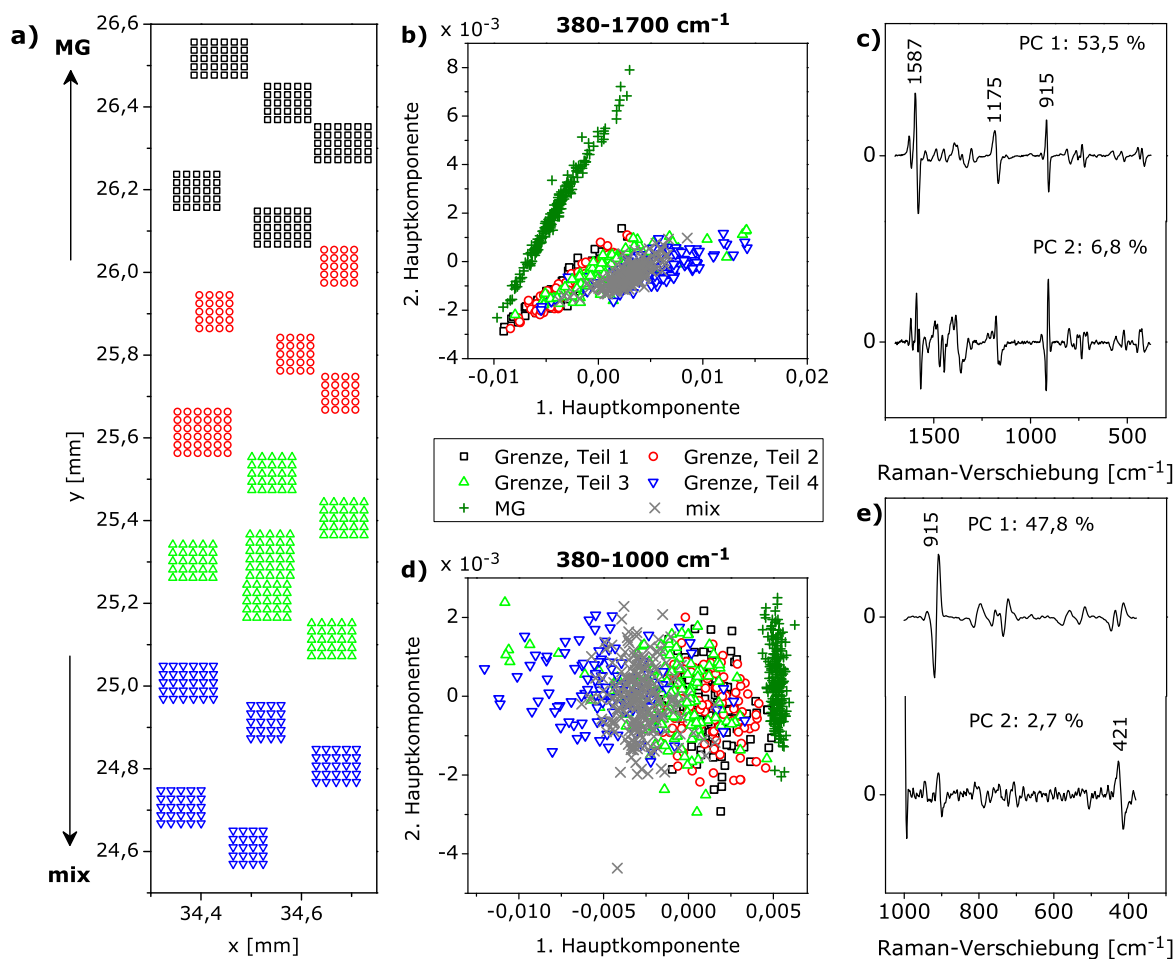 a)
MG
mix
26,6
26,4
26,2
26,0
25,8
25,6
25,4
25,2
25,0
24,8
24,6
y [mm]
34,4
34,6
x [mm]
b)
x 10⁻³
380-1700 cm⁻¹
8
6
4
2
0
-2
-4
2. Hauptkomponente
-0,01
0,00
0,01
0,02
1. Hauptkomponente
c)
PC 1: 53,5 %
1587
1175
915
0
PC 2: 6,8 %
0
1500
1000
500
Raman-Verschiebung [cm⁻¹]
Grenze, Teil 1
Grenze, Teil 2
Grenze, Teil 3
Grenze, Teil 4
MG
mix
d)
x 10⁻³
380-1000 cm⁻¹
2
0
-2
-4
2. Hauptkomponente
-0,010
-0,005
0,000
0,005
1. Hauptkomponente
e)
PC 1: 47,8 %
915
0
PC 2: 2,7 %
421
0
1000
800
600
400
Raman-Verschiebung [cm⁻¹]